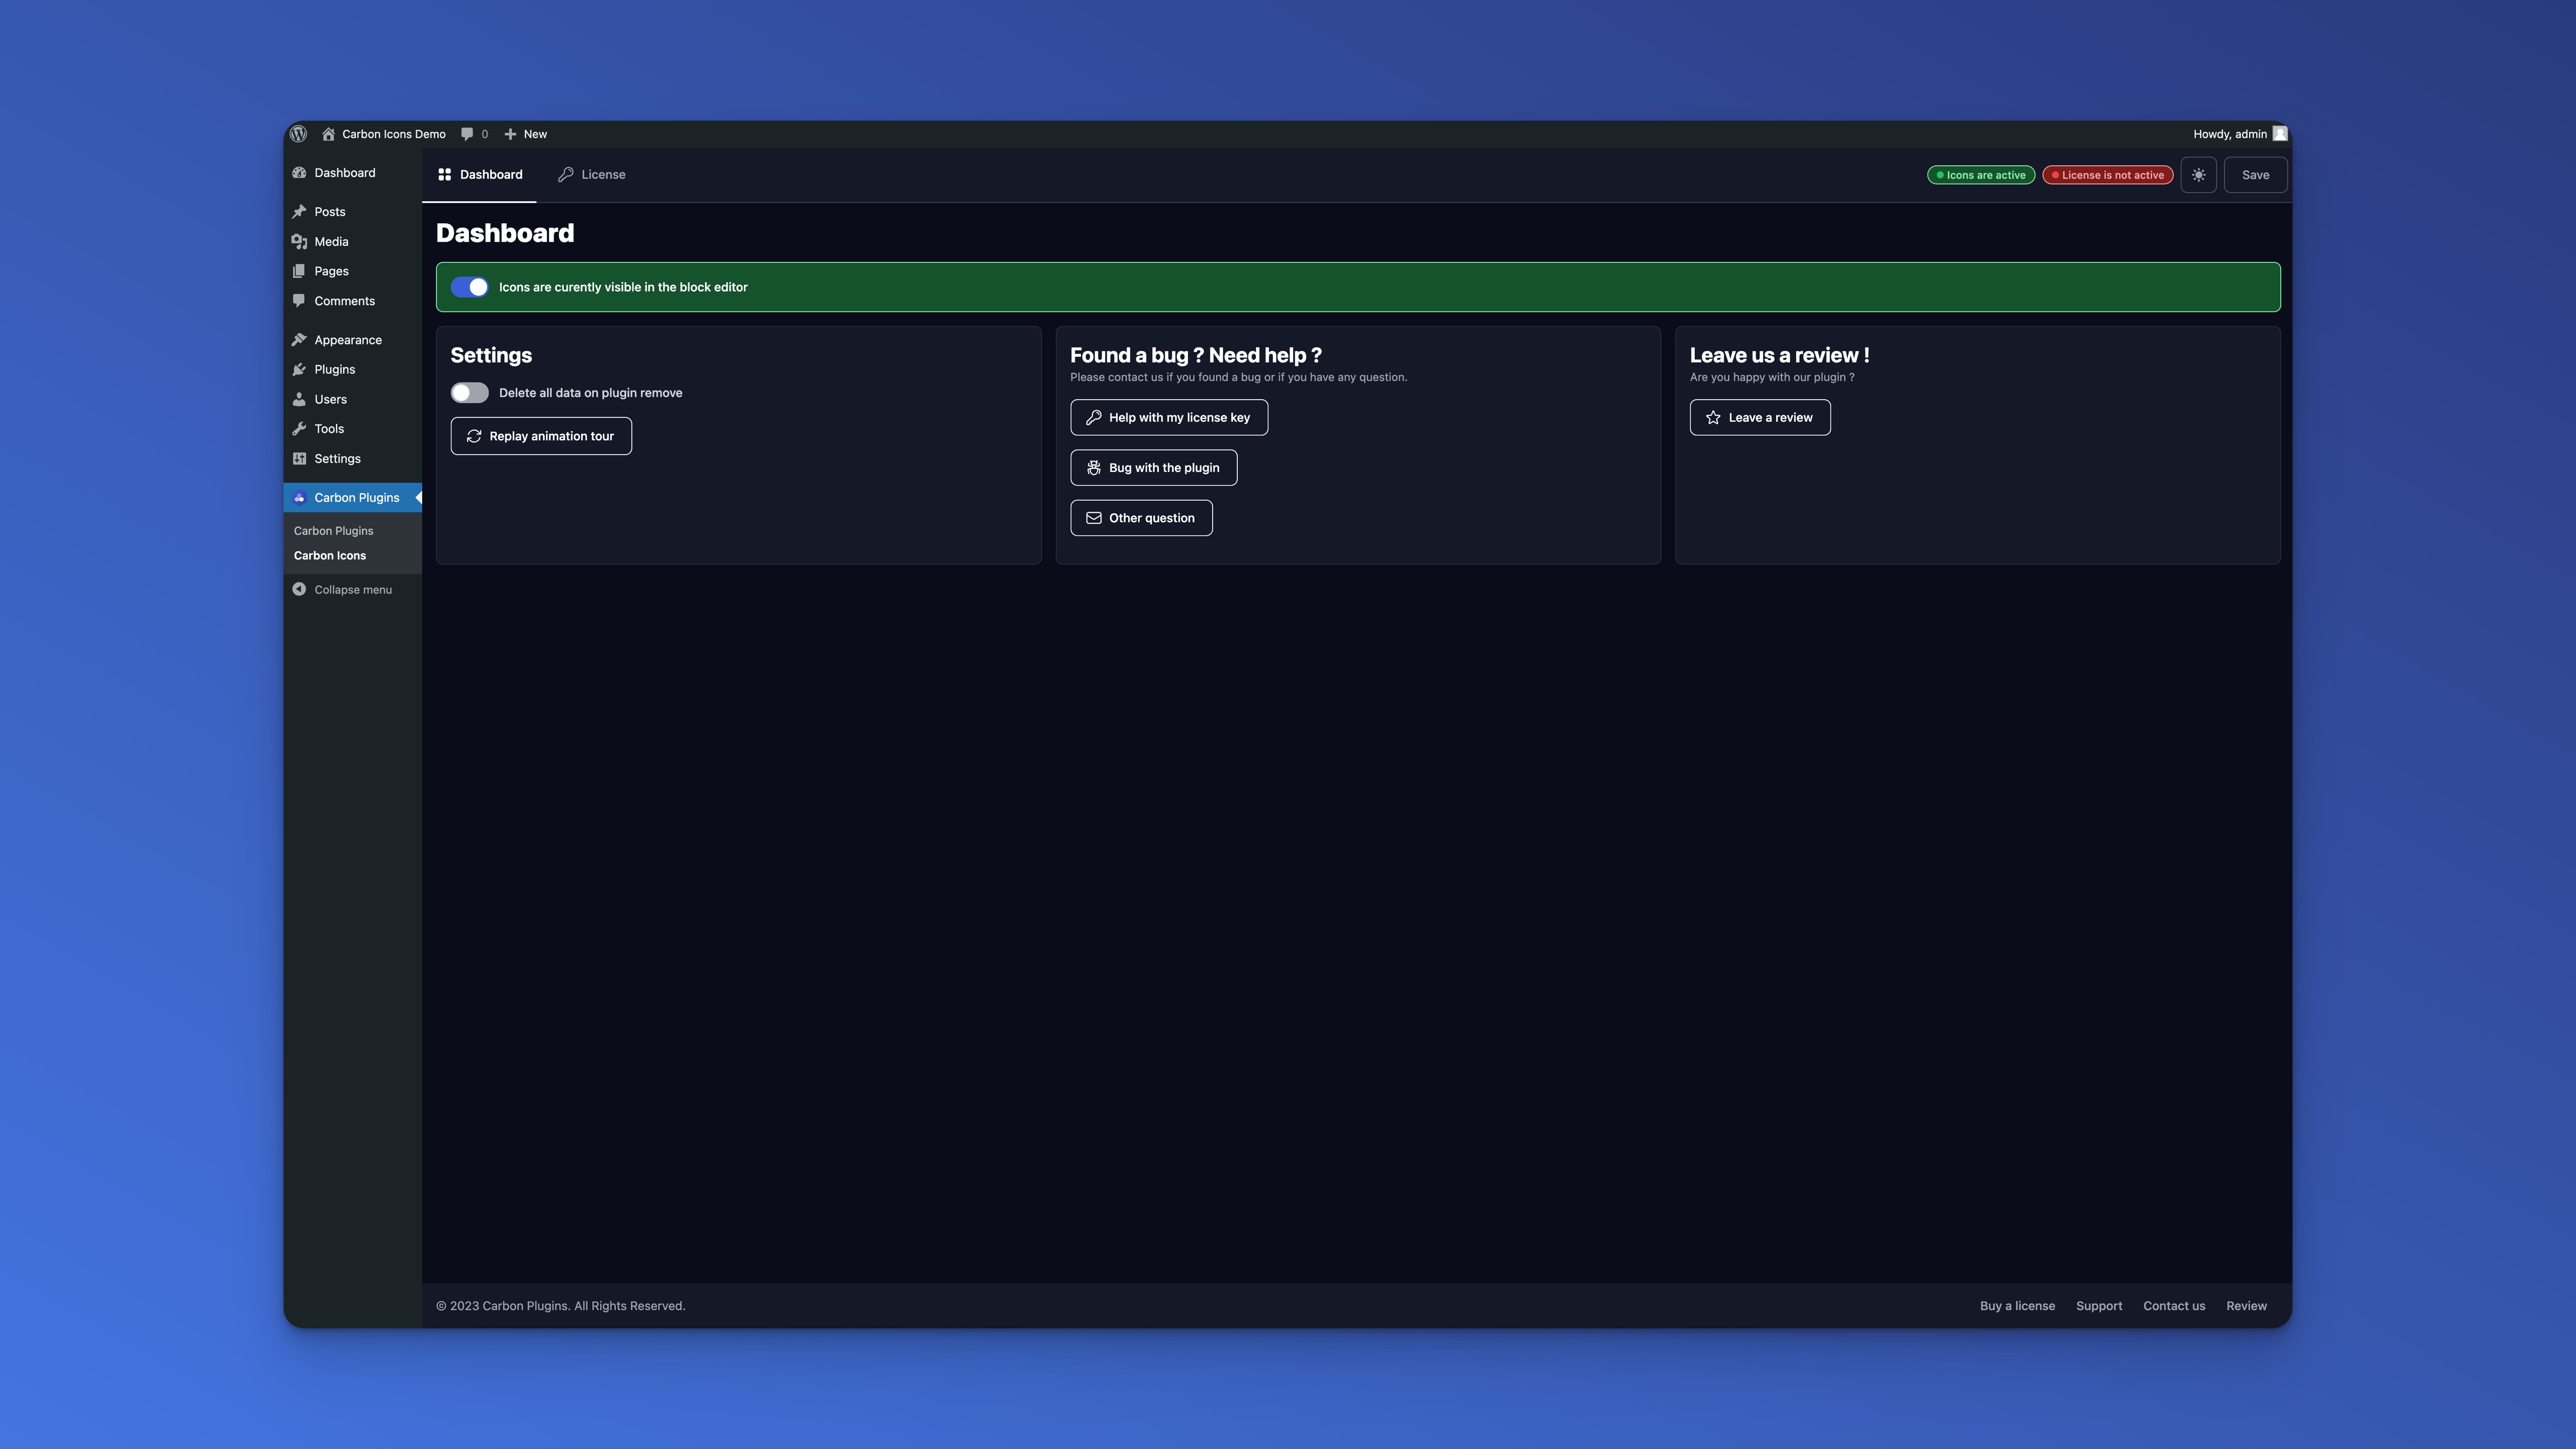 Carbon Icons Demo
0
New
Howdy, admin
Dashboard
Posts
Media
Pages
Comments
Appearance
Plugins
Users
Tools
Settings
Carbon Plugins
Carbon Plugins
Carbon Icons
Collapse menu
Dashboard
License
Icons are active
License is not active
Save
Dashboard
Icons are curently visible in the block editor
Settings
Delete all data on plugin remove
Replay animation tour
Found a bug ? Need help ?
Please contact us if you found a bug or if you have any question.
Help with my license key
Bug with the plugin
Other question
Leave us a review !
Are you happy with our plugin ?
Leave a review
© 2023 Carbon Plugins. All Rights Reserved.
Buy a license
Support
Contact us
Review